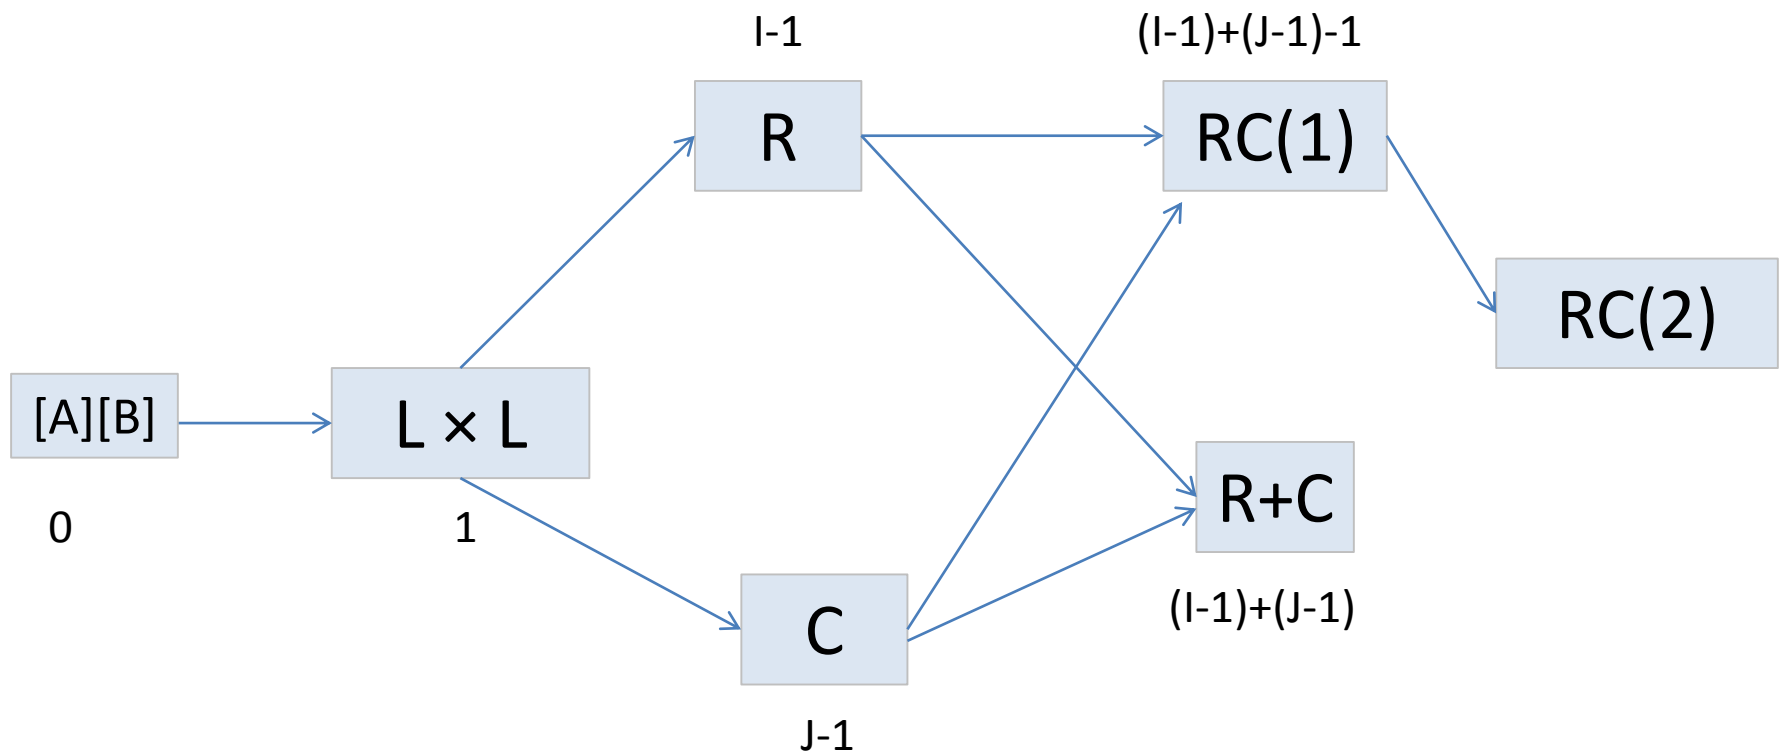 I-1
(I-1)+(J-1)-1
R
RC(1)
RC(2)
[A][B]
L × L
R+C
0
1
(I-1)+(J-1)
C
J-1